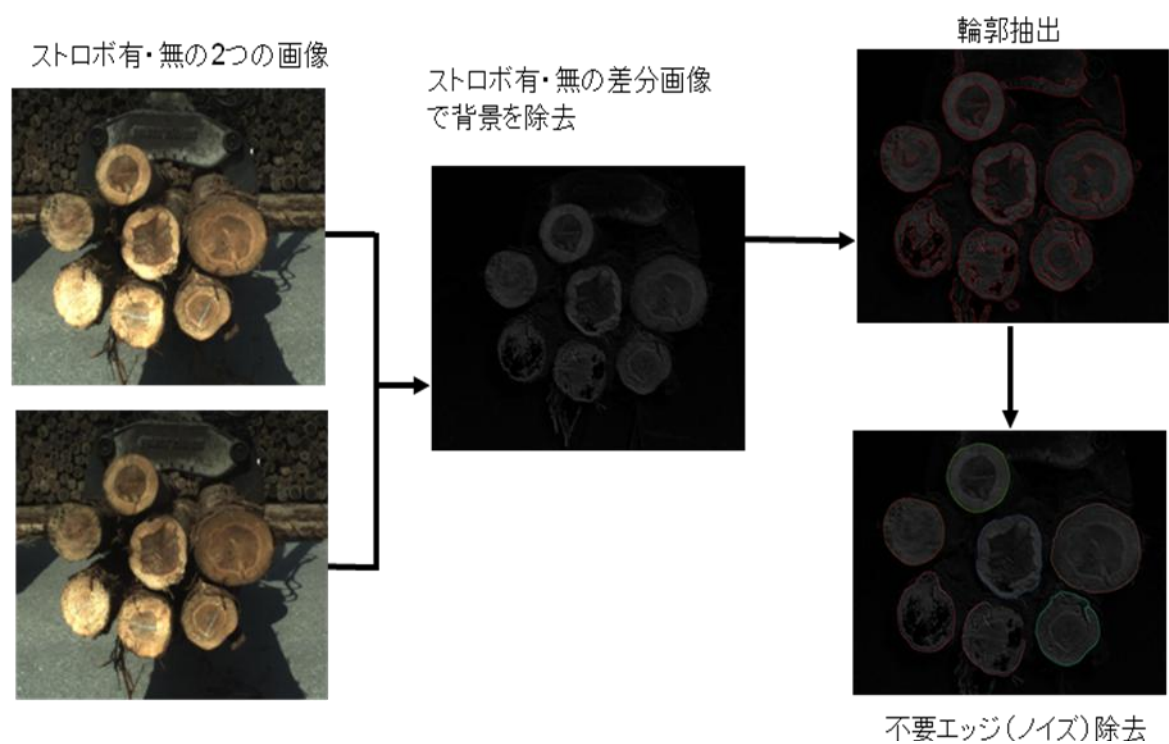 ストロボ有・無の2つの画像
ストロボ有・無の差分画像
で背景を除去
輪郭抽出
不要エッジ(ノイズ)除去